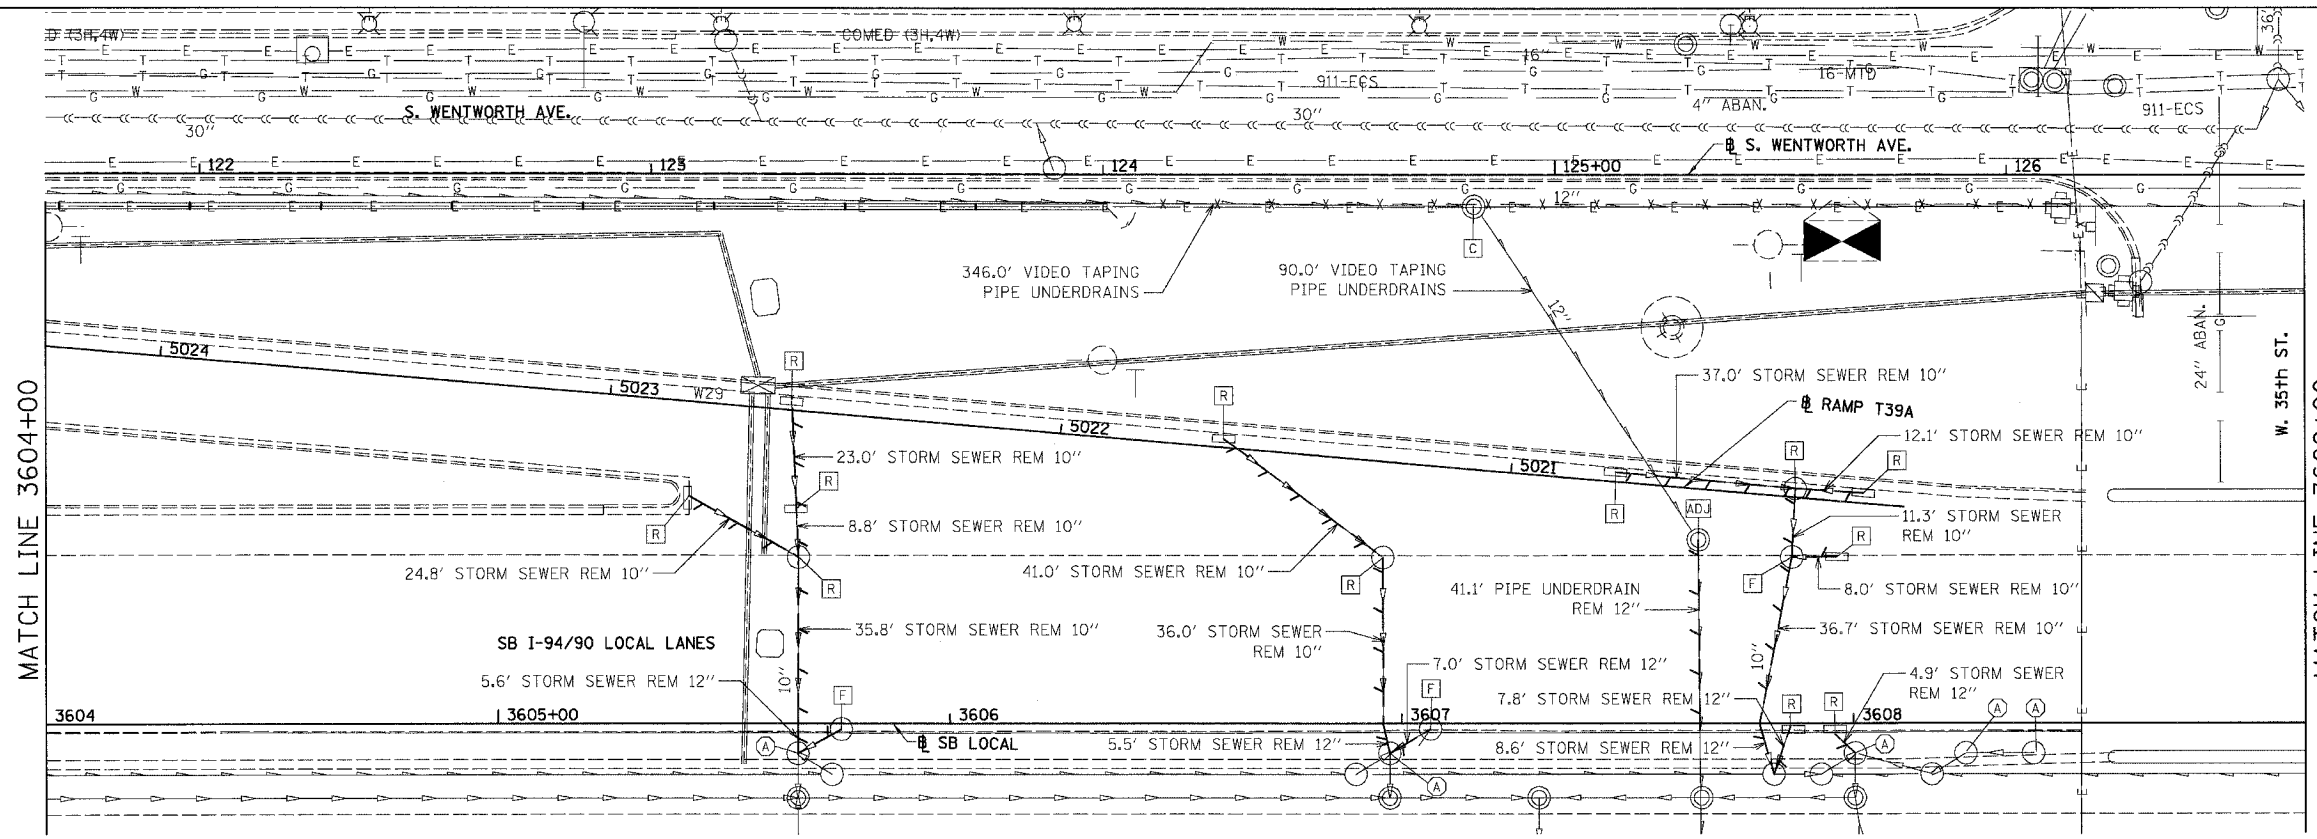 COMED (3H,4W)
16"
911-ECS
16-MTD
4" ABAN.
911-ECS
36"
S. WENTWORTH AVE.
30"
30"
122
123
124
125+00
126
℄ S. WENTWORTH AVE.
12"
C
346.0' VIDEO TAPING
PIPE UNDERDRAINS
90.0' VIDEO TAPING
PIPE UNDERDRAINS
12"
24" ABAN.
W. 35th ST.
MATCH LINE 3604+00
5024
5023
W29
R
5022
R
5021
37.0' STORM SEWER REM 10"
℄ RAMP T39A
12.1' STORM SEWER REM 10"
R
R
23.0' STORM SEWER REM 10"
R
R
R
8.8' STORM SEWER REM 10"
ADJ
11.3' STORM SEWER
REM 10"
R
24.8' STORM SEWER REM 10"
R
41.0' STORM SEWER REM 10"
R
41.1' PIPE UNDERDRAIN
REM 12"
F
8.0' STORM SEWER REM 10"
SB I-94/90 LOCAL LANES
35.8' STORM SEWER REM 10"
36.0' STORM SEWER
REM 10"
36.7' STORM SEWER REM 10"
10"
10"
5.6' STORM SEWER REM 12"
F
7.0' STORM SEWER REM 12"
F
7.8' STORM SEWER REM 12"
R
R
4.9' STORM SEWER
REM 12"
3604
3605+00
3606
3607
3608
A
℄ SB LOCAL
5.5' STORM SEWER REM 12"
A
8.6' STORM SEWER REM 12"
A
A
A